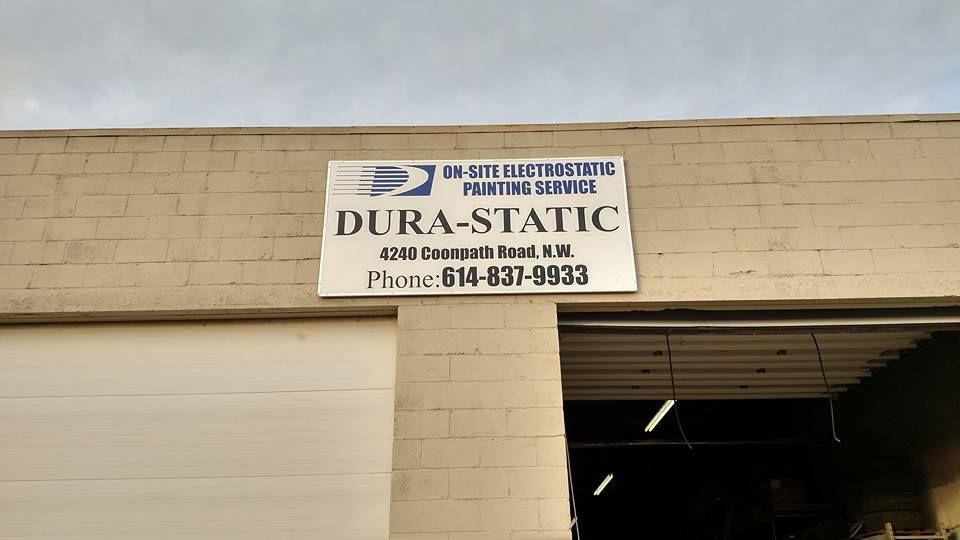 ON-SITE ELECTROSTATIC
PAINTING SERVICE
DURA-STATIC
4240 Coonpath Road, N.W.
Phone:614-837-9933